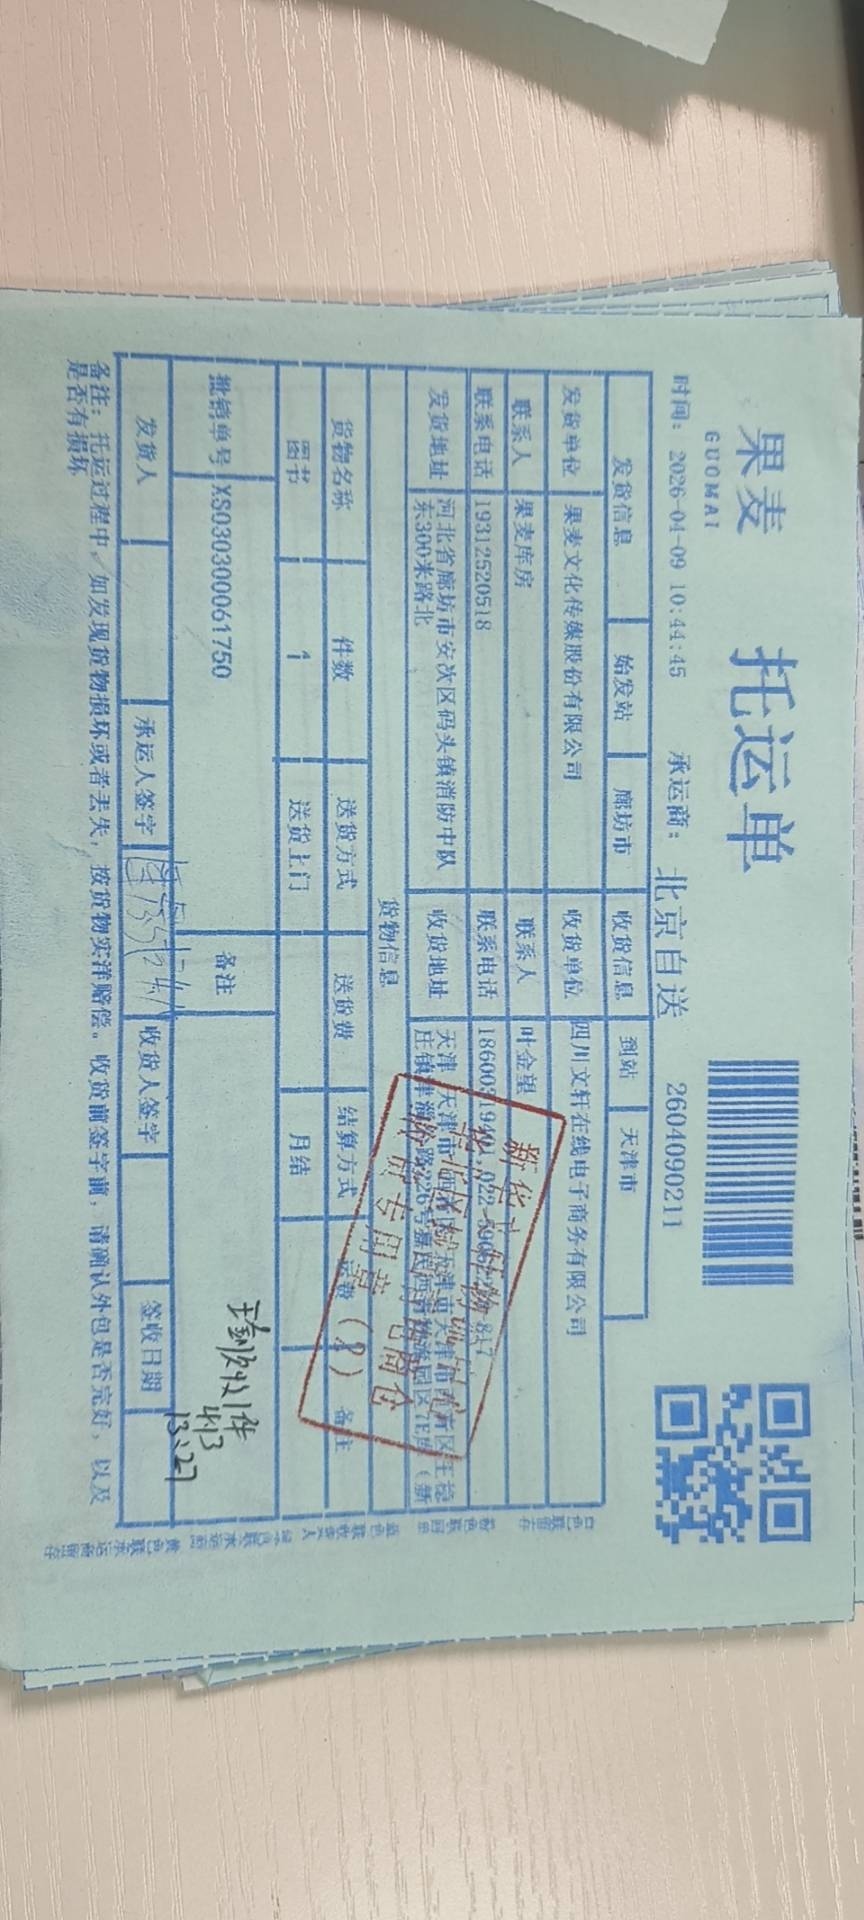 果麦
GUOMAI
托运单
时间: 2026-04-09 10:44:45 承运商: 北京自送 2604090211
发货信息 始发站 廊坊市 收货信息 到站 天津市
发货单位 果麦文化传媒股份有限公司 收货单位 四川文轩在线电子商务有限公司
联系人 果麦库房 联系人 叶金望
联系电话 19312520518 联系电话
发货地址 河北省廊坊市安次区码头镇消防中队东300米路北 收货地址 天津 天津市
货物信息
货物名称 件数 送货方式 送货费 结算方式 运费 备注
图书 1 送货上门 月结
批销单号 XS030300061750 备注
1件
4.13
13:27
发货人 承运人签字 收货人签字 签收日期
备注: 托运过程中, 如发现货物损坏或者丢失, 按货物实洋赔偿。收货前签字前, 请确认外包是否完好, 以及
是否有损坏
新华
专用章 (8)